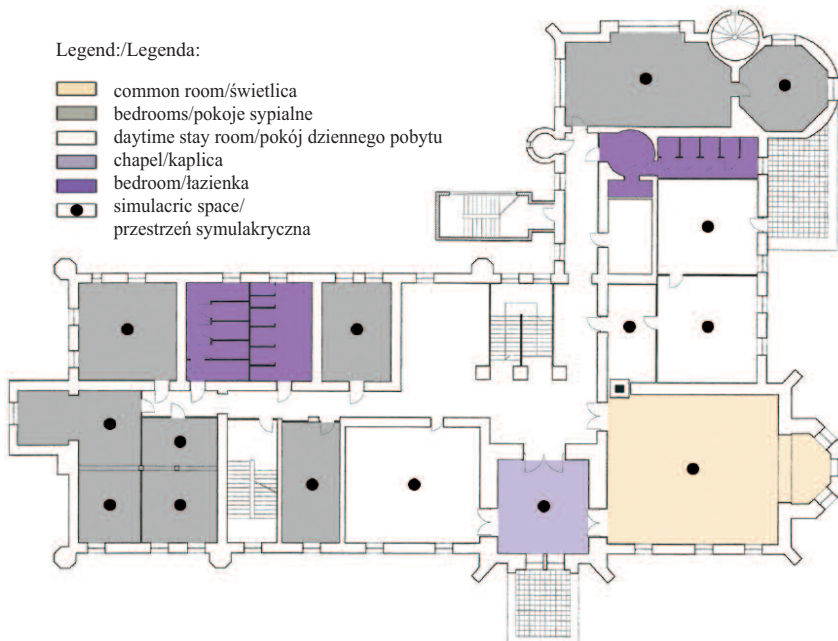 Legend:/Legenda:
common room/świetlica
bedrooms/pokoje sypialne
daytime stay room/pokój dziennego pobytu
chapel/kaplica
bedroom/łazienka
simulacric space/
przestrzeń symulakryczna